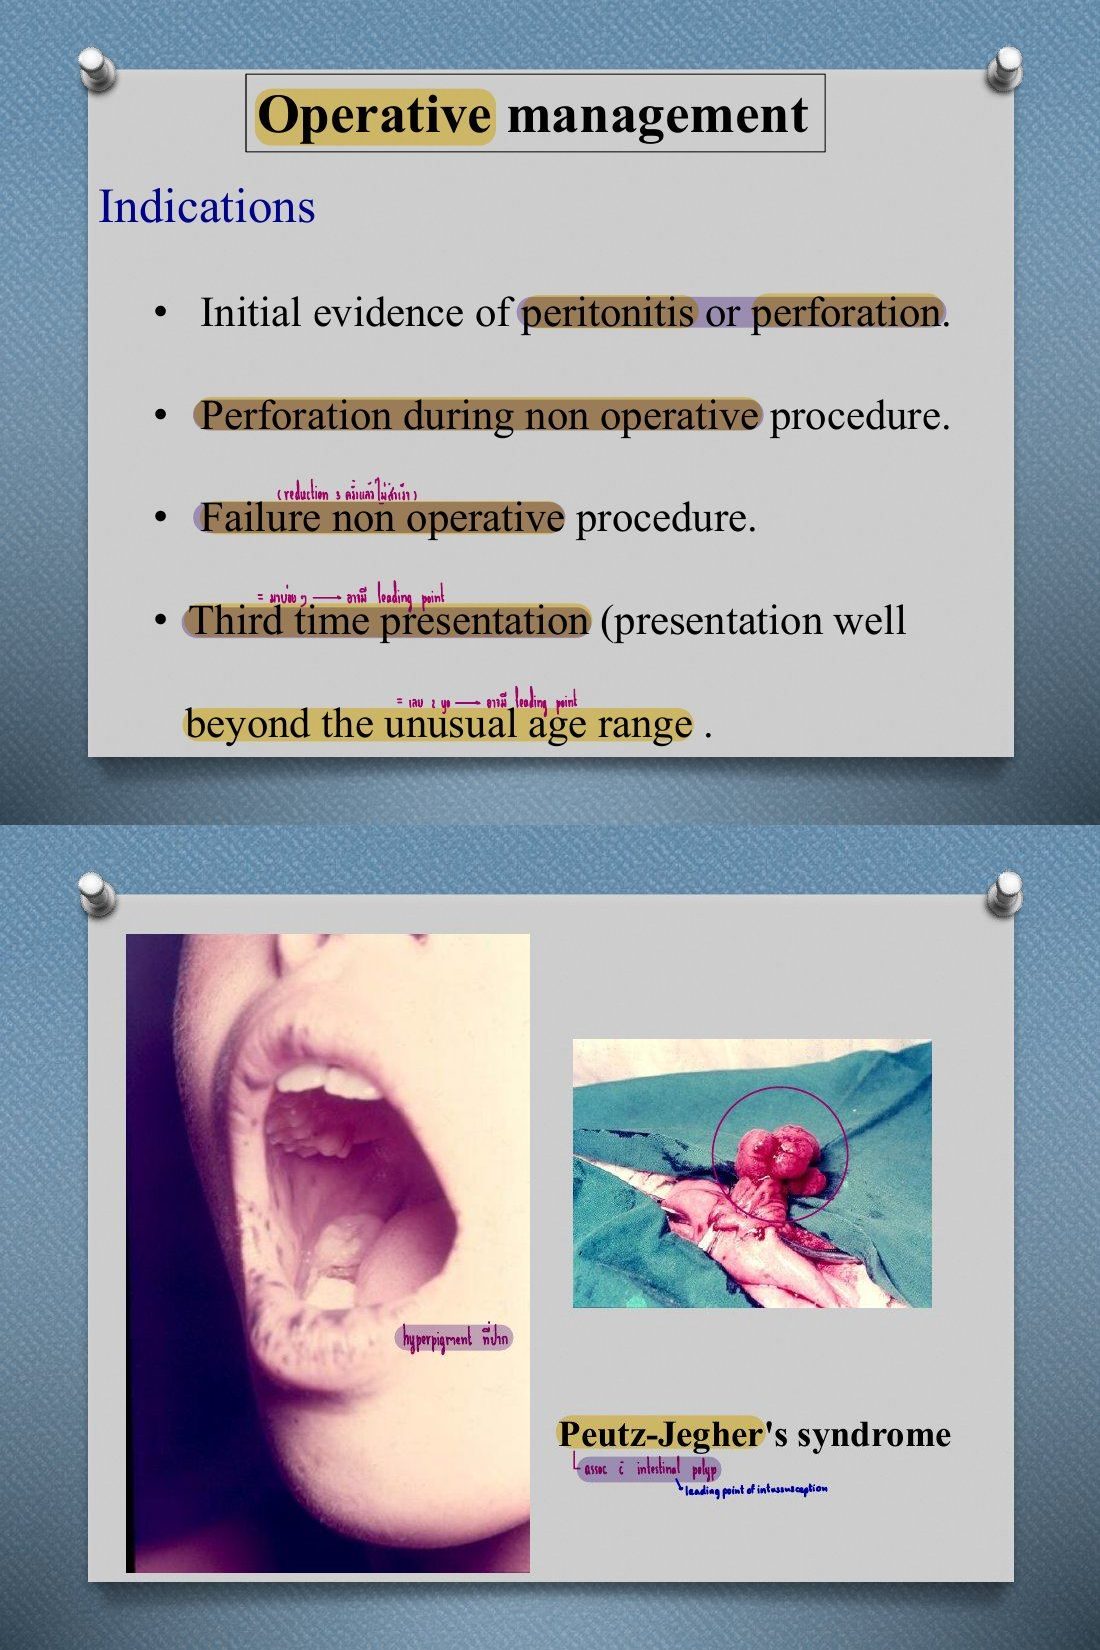 Operative management
Indications
• Initial evidence of peritonitis or perforation.
• Perforation during non operative procedure.
(reduction 3 ครั้งแล้วไม่สำเร็จ)
• Failure non operative procedure.
= มาบ่อย ๆ → อาจมี leading point
• Third time presentation (presentation well
= เลย 2 yo → อาจมี leading point
beyond the unusual age range .
hyperpigment ที่ปาก
Peutz-Jegher's syndrome
assoc c̄ intestinal polyp
leading point of intussusception